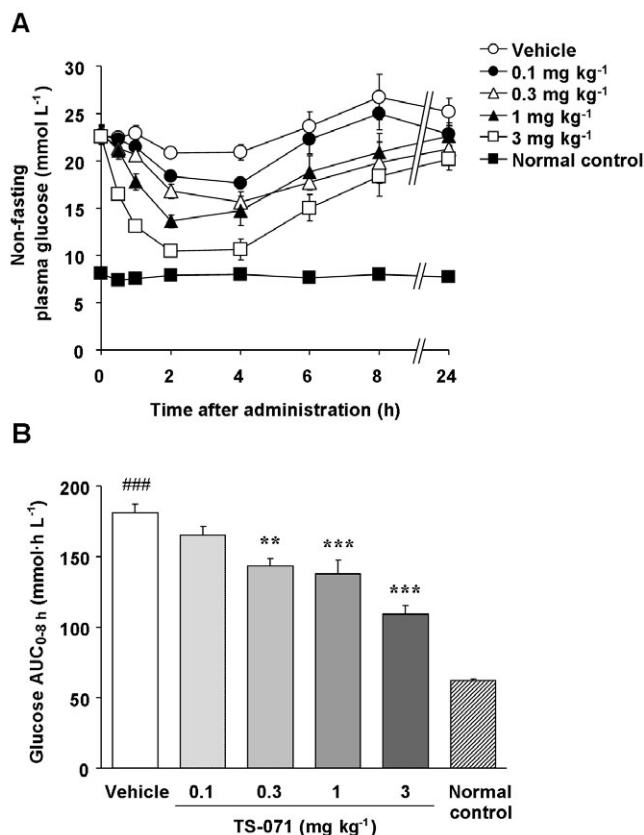 A
Vehicle
0.1 mg kg⁻¹
0.3 mg kg⁻¹
1 mg kg⁻¹
3 mg kg⁻¹
Normal control
Non-fasting
plasma glucose (mmol L⁻¹)
30
25
20
15
10
5
0
0 2 4 6 8 24
Time after administration (h)
B
Glucose AUC₀₋₈ ₕ (mmol·h L⁻¹)
200
150
100
50
0
###
** *** ***
Vehicle 0.1 0.3 1 3 Normal
control
TS-071 (mg kg⁻¹)